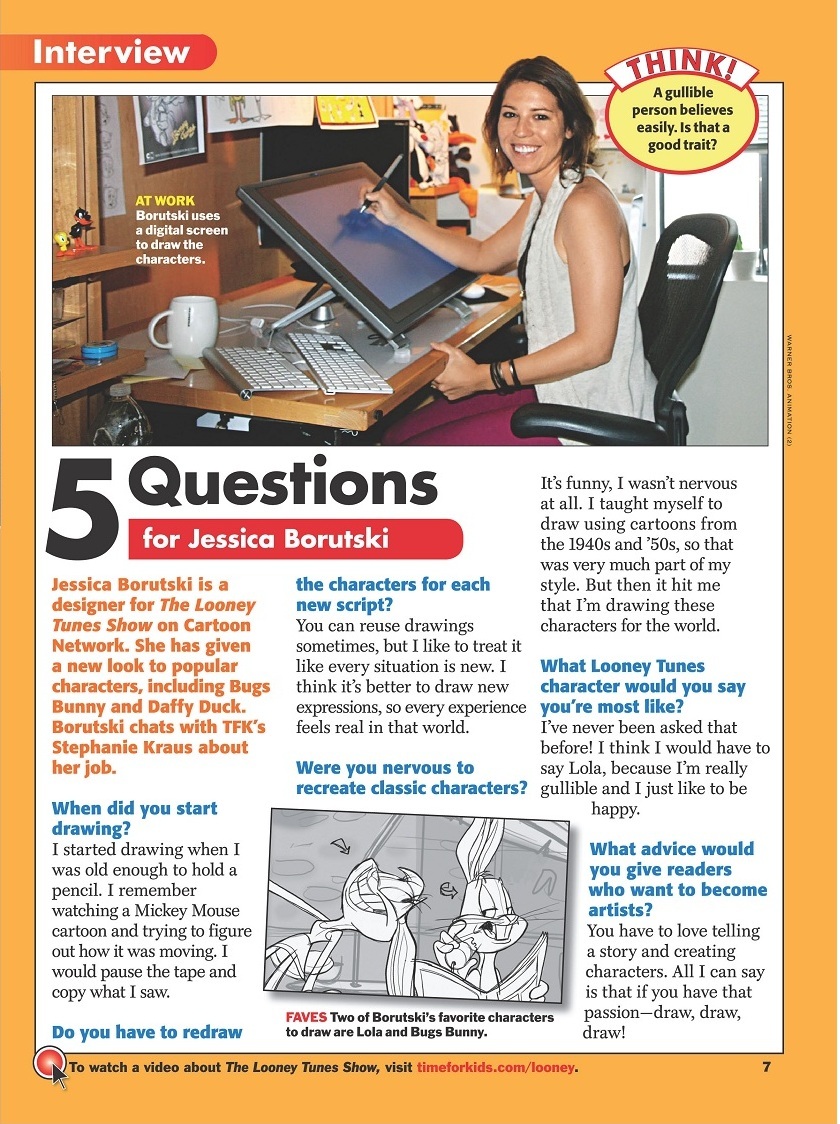 Interview
THINK!
A gullible
person believes
easily. Is that a
good trait?
AT WORK
Borutski uses
a digital screen
to draw the
characters.
WARNER BROS. ANIMATION (2)
5 Questions
for Jessica Borutski
Jessica Borutski is a
designer for The Looney
Tunes Show on Cartoon
Network. She has given
a new look to popular
characters, including Bugs
Bunny and Daffy Duck.
Borutski chats with TFK's
Stephanie Kraus about
her job.
When did you start
drawing?
I started drawing when I
was old enough to hold a
pencil. I remember
watching a Mickey Mouse
cartoon and trying to figure
out how it was moving. I
would pause the tape and
copy what I saw.
Do you have to redraw
the characters for each
new script?
You can reuse drawings
sometimes, but I like to treat it
like every situation is new. I
think it's better to draw new
expressions, so every experience
feels real in that world.
Were you nervous to
recreate classic characters?
It's funny, I wasn't nervous
at all. I taught myself to
draw using cartoons from
the 1940s and '50s, so that
was very much part of my
style. But then it hit me
that I'm drawing these
characters for the world.
What Looney Tunes
character would you say
you're most like?
I've never been asked that
before! I think I would have to
say Lola, because I'm really
gullible and I just like to be
happy.
What advice would
you give readers
who want to become
artists?
You have to love telling
a story and creating
characters. All I can say
is that if you have that
passion—draw, draw,
draw!
FAVES Two of Borutski's favorite characters
to draw are Lola and Bugs Bunny.
To watch a video about The Looney Tunes Show, visit timeforkids.com/looney.
7